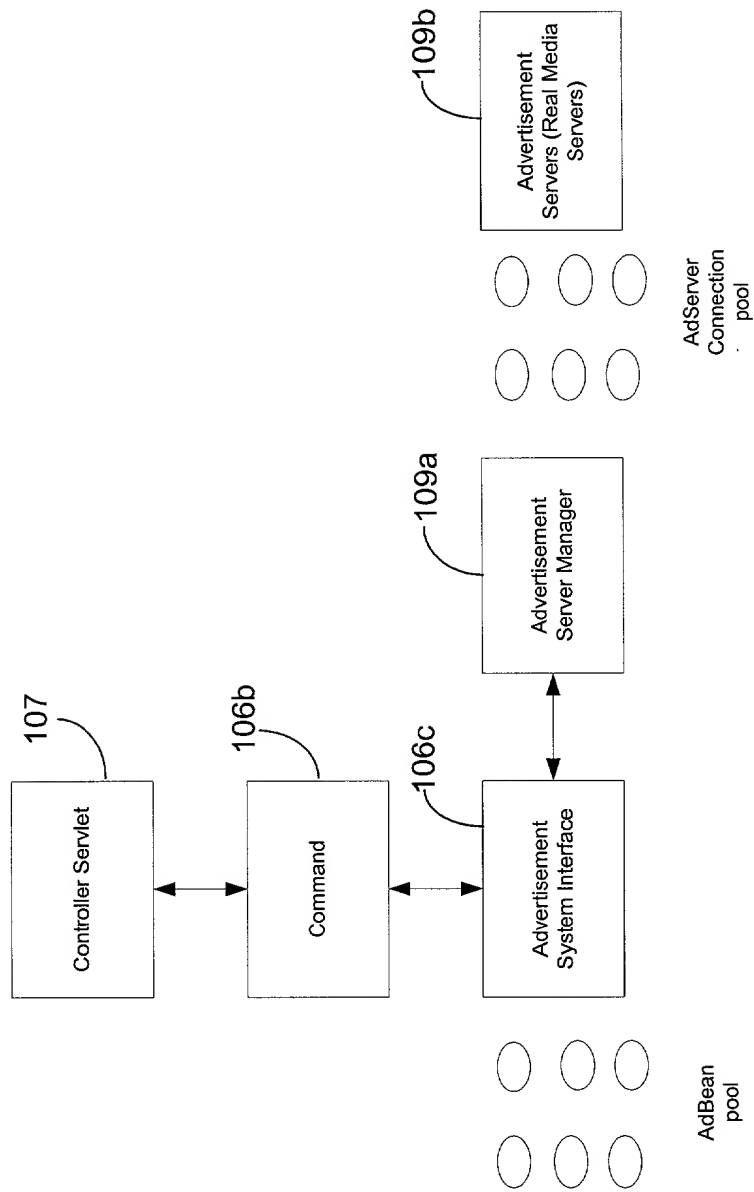 107
Controller Servlet
106b
Command
106c
Advertisement
System Interface
109a
Advertisement
Server Manager
109b
Advertisement
Servers (Real Media
Servers)
AdBean
pool
AdServer
Connection
pool